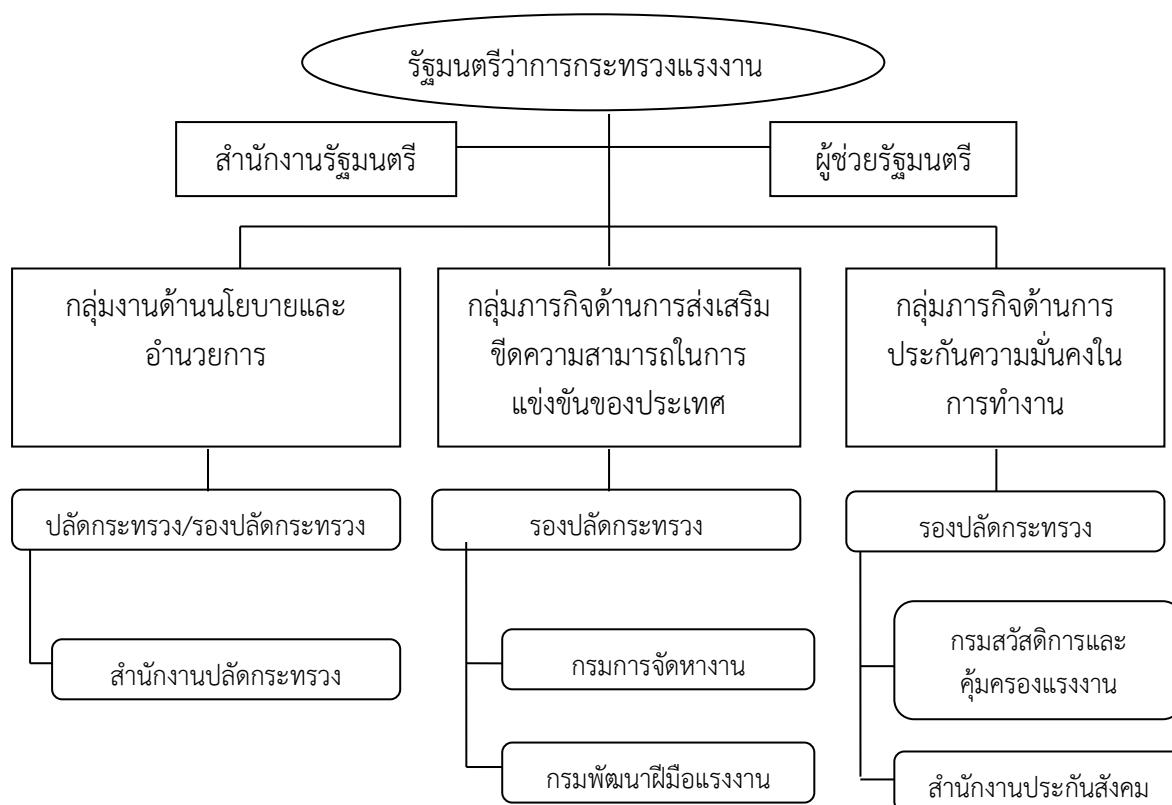 รัฐมนตรีว่าการกระทรวงแรงงาน
สำนักงานรัฐมนตรี
ผู้ช่วยรัฐมนตรี
กลุ่มงานด้านนโยบายและ
อำนวยการ
กลุ่มภารกิจด้านการส่งเสริม
ขีดความสามารถในการ
แข่งขันของประเทศ
กลุ่มภารกิจด้านการ
ประกันความมั่นคงใน
การทำงาน
ปลัดกระทรวง/รองปลัดกระทรวง
รองปลัดกระทรวง
รองปลัดกระทรวง
สำนักงานปลัดกระทรวง
กรมการจัดหางาน
กรมสวัสดิการและ
คุ้มครองแรงงาน
กรมพัฒนาฝีมือแรงงาน
สำนักงานประกันสังคม